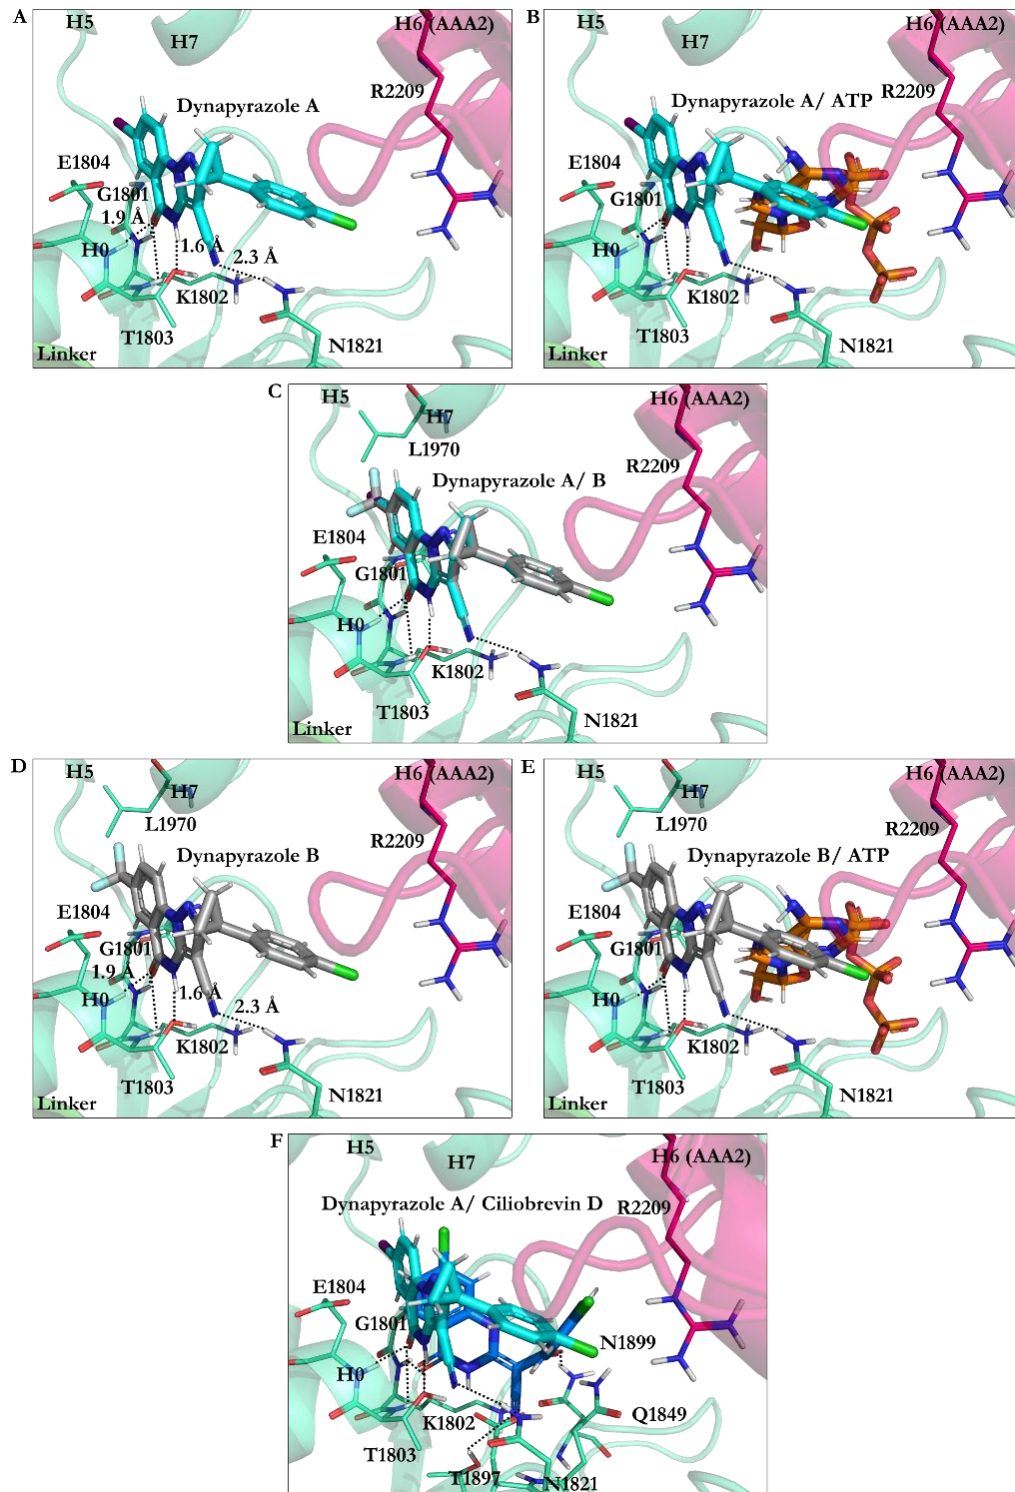 A
H5
H7
H6 (AAA2)
R2209
Dynapyrazole A
E1804
G1801
1.9 Å
H0
1.6 Å
2.3 Å
K1802
T1803
N1821
Linker
B
H5
H7
H6 (AAA2)
R2209
Dynapyrazole A/ ATP
E1804
G1801
H0
K1802
T1803
N1821
Linker
C
H5
H7
H6 (AAA2)
L1970
R2209
Dynapyrazole A/ B
E1804
G1801
H0
K1802
T1803
N1821
Linker
D
H5
H7
H6 (AAA2)
L1970
R2209
Dynapyrazole B
E1804
G1801
1.9 Å
H0
1.6 Å
2.3 Å
K1802
T1803
N1821
Linker
E
H5
H7
H6 (AAA2)
L1970
R2209
Dynapyrazole B/ ATP
E1804
G1801
H0
K1802
T1803
N1821
Linker
F
H5
H7
H6 (AAA2)
R2209
Dynapyrazole A/ Ciliobrevin D
E1804
G1801
N1899
H0
K1802
Q1849
T1803
T1897
N1821